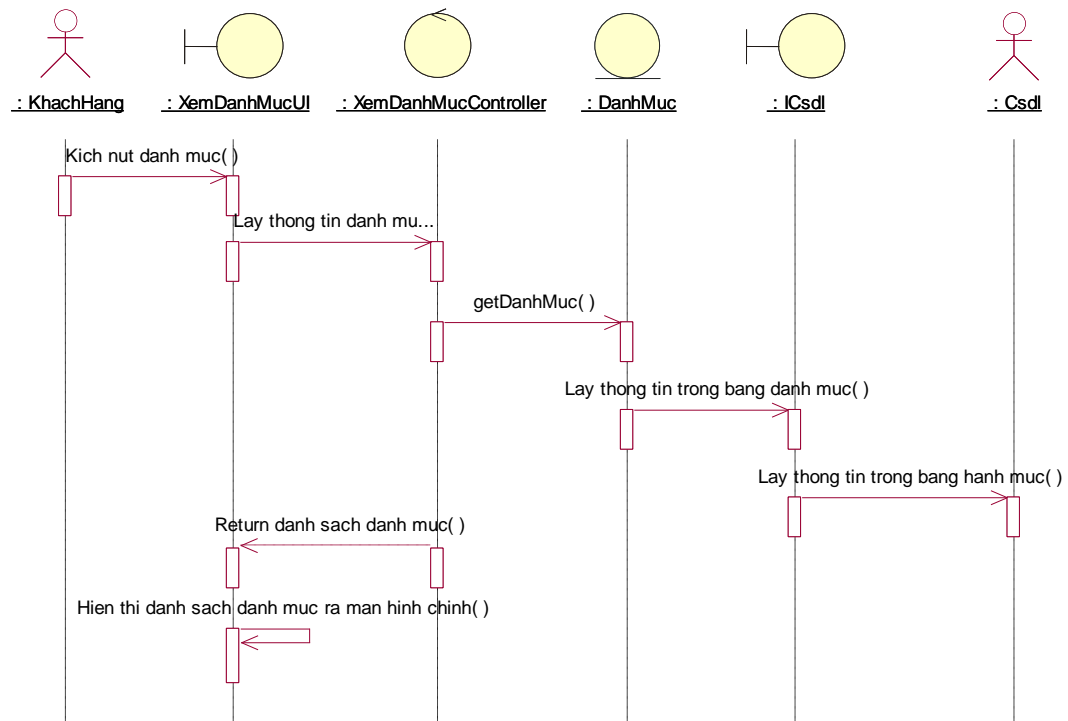 : KhachHang : XemDanhMucUI : XemDanhMucController : DanhMuc : ICsdl : Csdl
Kich nut danh muc( )
Lay thong tin danh mu...
getDanhMuc( )
Lay thong tin trong bang danh muc( )
Lay thong tin trong bang hanh muc( )
Return danh sach danh muc( )
Hien thi danh sach danh muc ra man hinh chinh( )